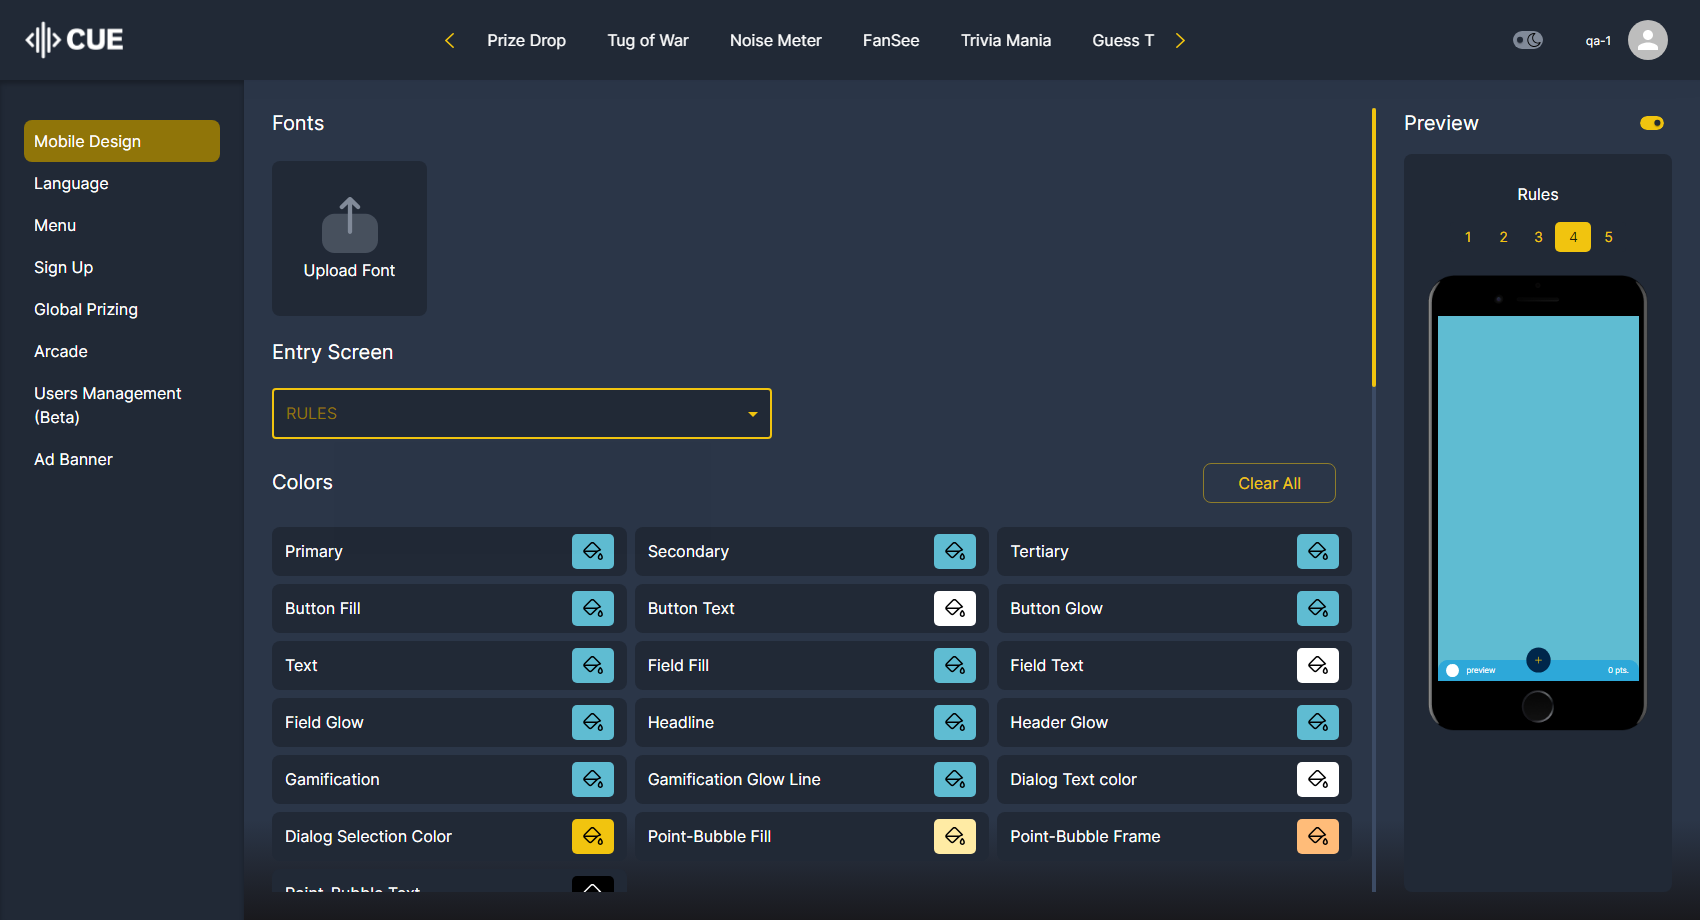 CUE
Prize Drop
Tug of War
Noise Meter
FanSee
Trivia Mania
Guess T
qa-1
Mobile Design
Language
Menu
Sign Up
Global Prizing
Arcade
Users Management
(Beta)
Ad Banner
Fonts
Upload Font
Entry Screen
RULES
Colors
Clear All
Primary
Secondary
Tertiary
Button Fill
Button Text
Button Glow
Text
Field Fill
Field Text
Field Glow
Headline
Header Glow
Gamification
Gamification Glow Line
Dialog Text color
Dialog Selection Color
Point-Bubble Fill
Point-Bubble Frame
Point-Bubble Text
Preview
Rules
1 2 3 4 5
+
preview
0 pts.